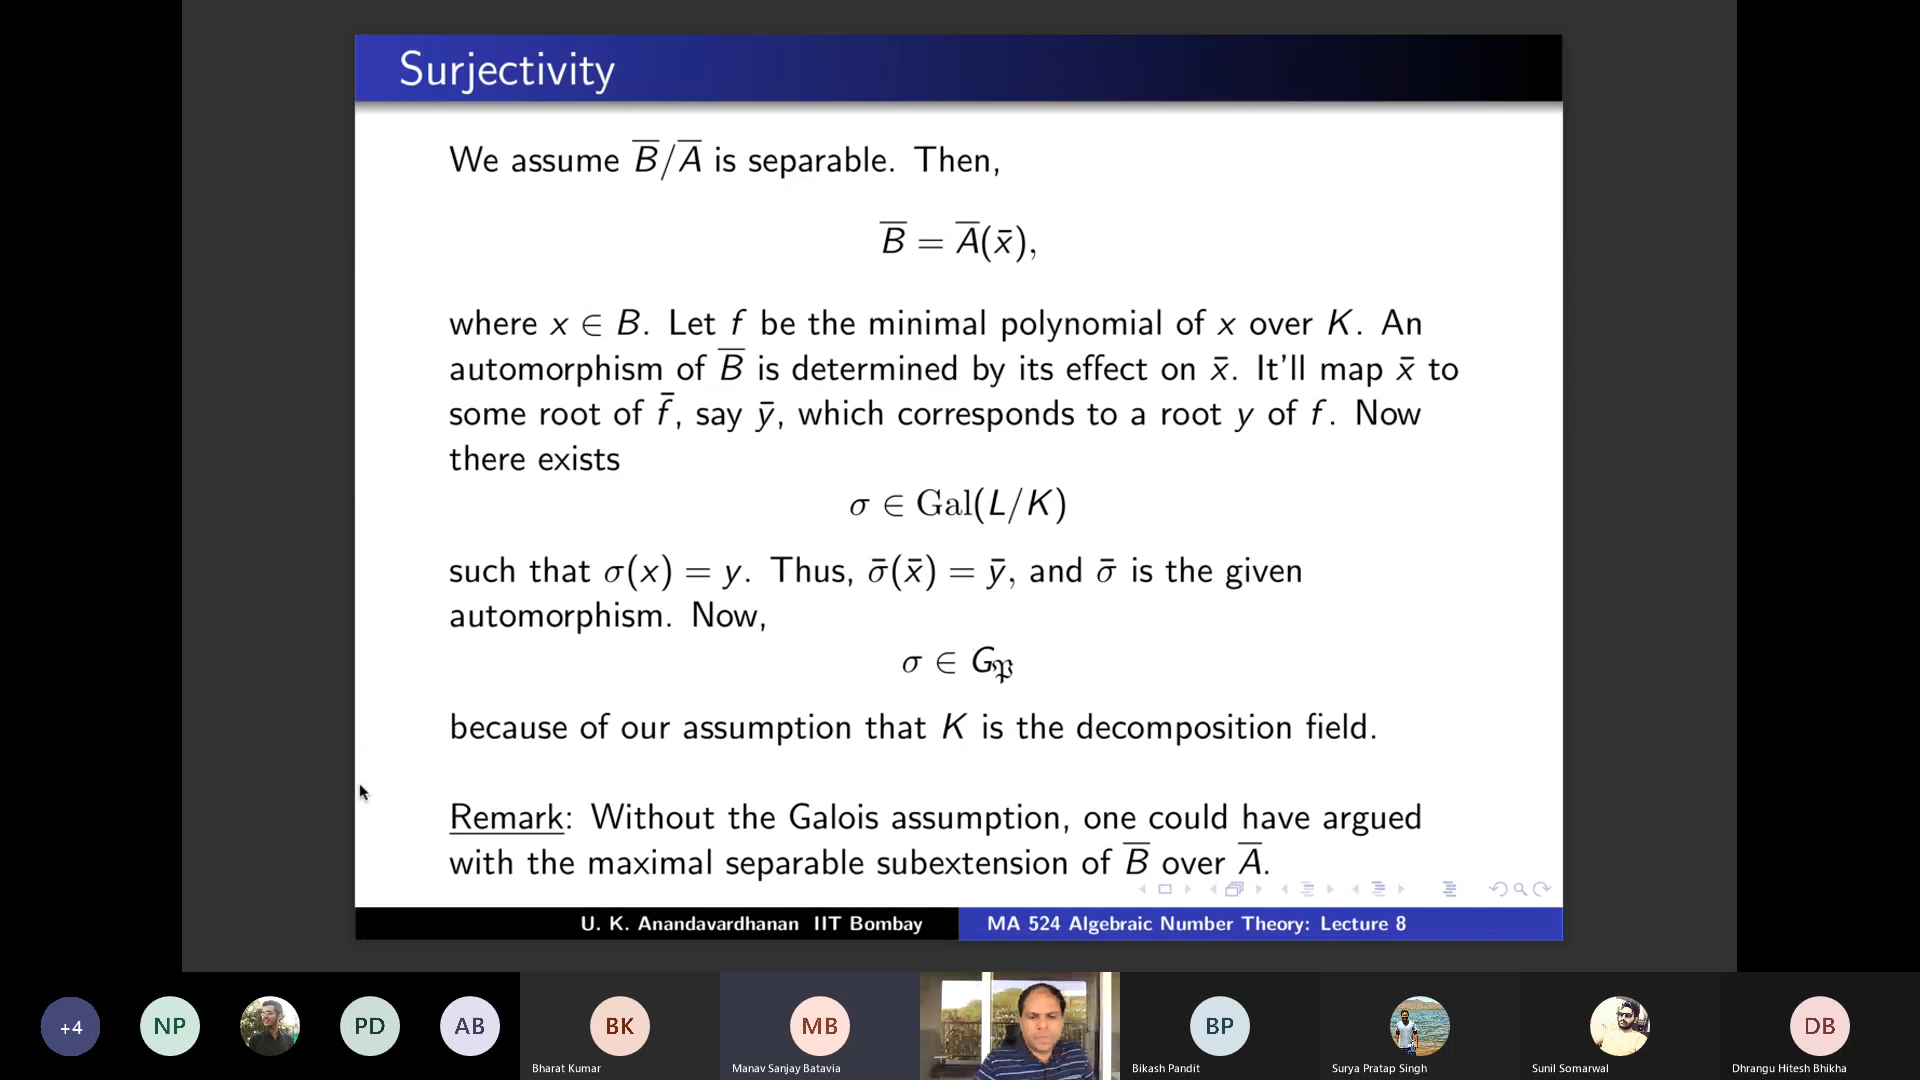 Surjectivity
We assume B̅/A̅ is separable. Then,
B̅ = A̅(x̄),
where x ∈ B. Let f be the minimal polynomial of x over K. An
automorphism of B̅ is determined by its effect on x̄. It'll map x̄ to
some root of f̄, say ȳ, which corresponds to a root y of f. Now
there exists
σ ∈ Gal(L/K)
such that σ(x) = y. Thus, σ̄(x̄) = ȳ, and σ̄ is the given
automorphism. Now,
σ ∈ G_𝔓
because of our assumption that K is the decomposition field.
Remark: Without the Galois assumption, one could have argued
with the maximal separable subextension of B̅ over A̅.
U. K. Anandavardhanan IIT Bombay
MA 524 Algebraic Number Theory: Lecture 8
+4
NP
PD
AB
BK
Bharat Kumar
MB
Manav Sanjay Batavia
BP
Bikash Pandit
Surya Pratap Singh
Sunil Somarwal
DB
Dhrangu Hitesh Bhikha